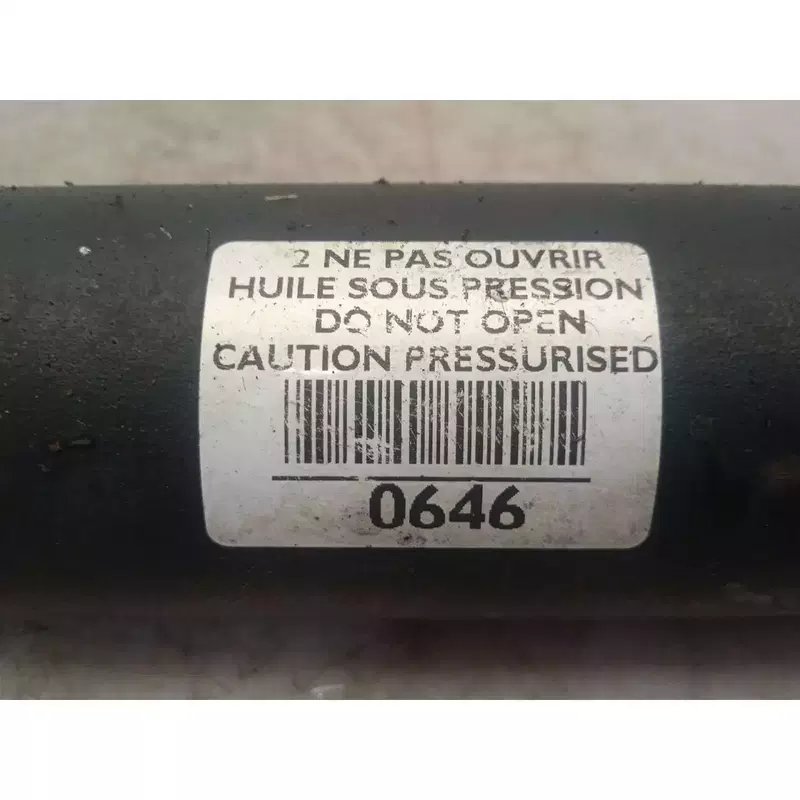 2 NE PAS OUVRIR
HUILE SOUS PRESSION
DO NOT OPEN
CAUTION PRESSURISED
0646